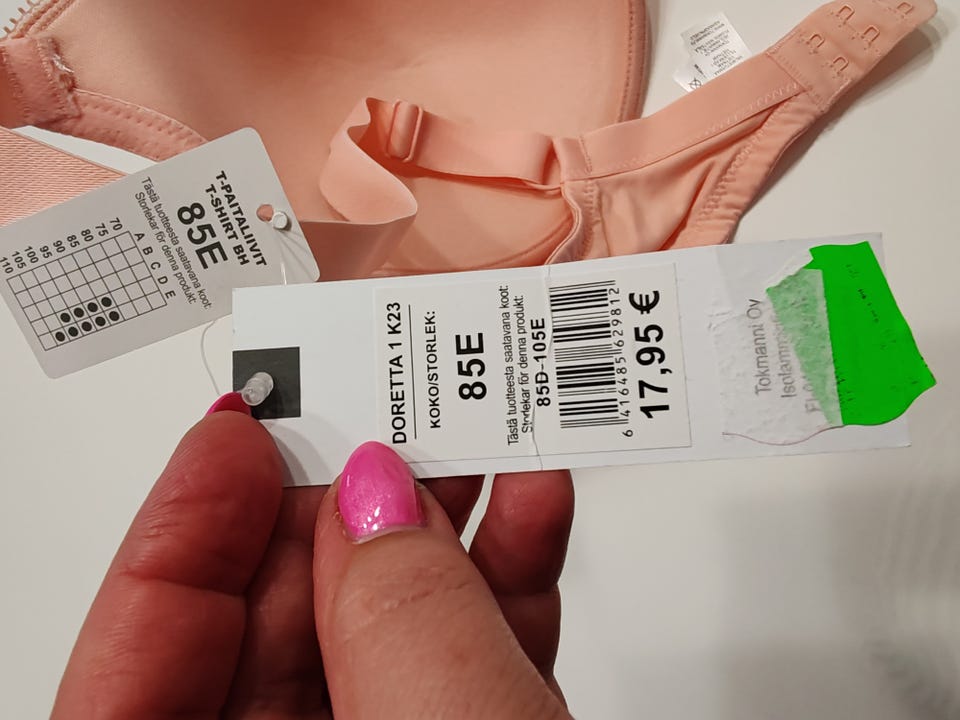 T-PAITALIIVIT
T-SHIRT BH
85E
Tästä tuotteesta saatavana koot:
Storlekar för denna produkt:
A B C D E
70
75
80
85
90
95
100
105
110
DORETTA 1 K23
KOKO/STORLEK:
85E
Tästä tuotteesta saatavana koot:
Storlekar för denna produkt:
85D-105E
6 416485 629812
17,95 €
Tokmanni Oy